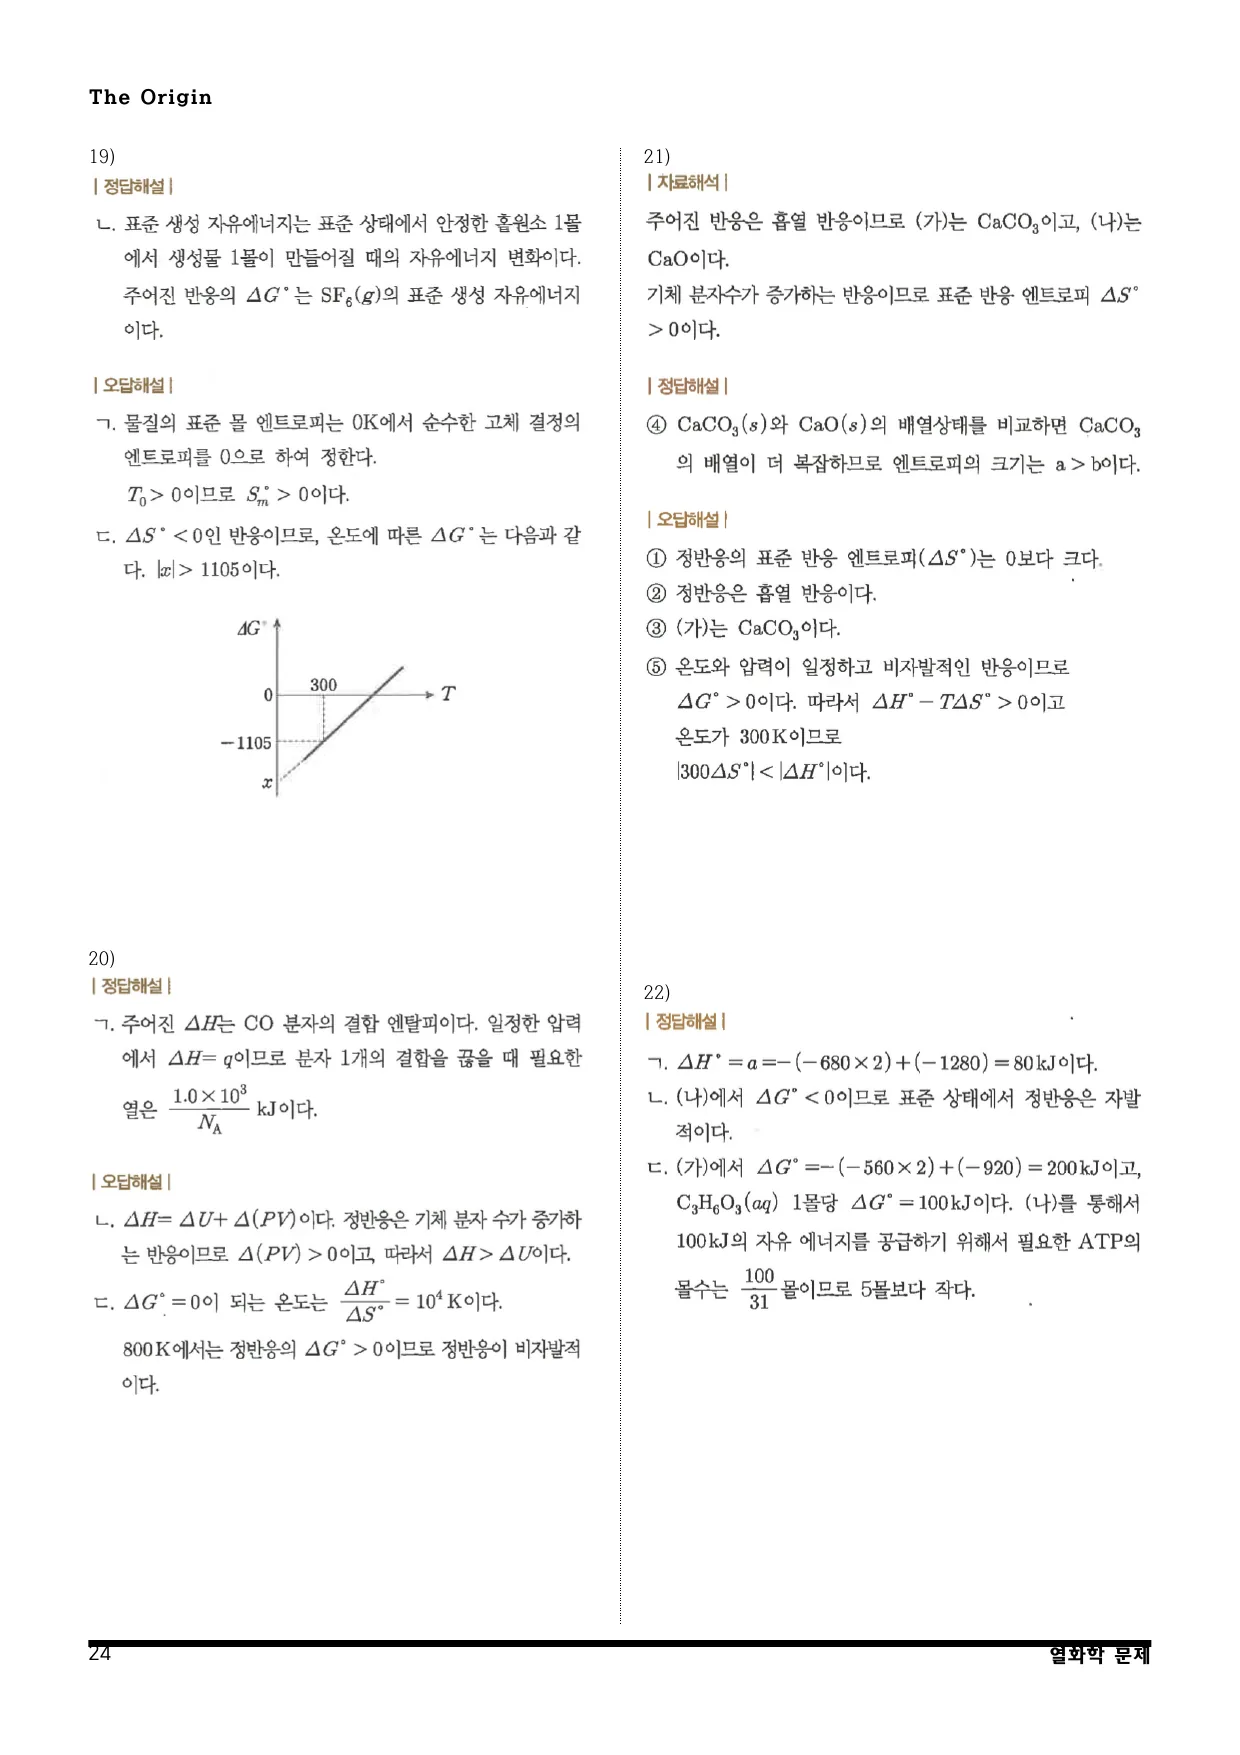 The Origin
19)
| 정답해설 |
ㄴ. 표준 생성 자유에너지는 표준 상태에서 안정한 홑원소 1몰
에서 생성물 1몰이 만들어질 때의 자유에너지 변화이다.
주어진 반응의 ΔG°는 SF₆(g)의 표준 생성 자유에너지
이다.
| 오답해설 |
ㄱ. 물질의 표준 몰 엔트로피는 0K에서 순수한 고체 결정의
엔트로피를 0으로 하여 정한다.
T₀ > 0이므로 S°ₘ > 0이다.
ㄷ. ΔS° < 0인 반응이므로, 온도에 따른 ΔG°는 다음과 같
다. |x| > 1105이다.
ΔG°
0
300
T
−1105
x
20)
| 정답해설 |
ㄱ. 주어진 ΔH는 CO 분자의 결합 엔탈피이다. 일정한 압력
에서 ΔH = q이므로 분자 1개의 결합을 끊을 때 필요한
열은 (1.0 × 10³)/N_A kJ이다.
| 오답해설 |
ㄴ. ΔH = ΔU + Δ(PV)이다. 정반응은 기체 분자 수가 증가하
는 반응이므로 Δ(PV) > 0이고, 따라서 ΔH > ΔU이다.
ㄷ. ΔG° = 0이 되는 온도는 ΔH°/ΔS° = 10⁴ K이다.
800K에서는 정반응의 ΔG° > 0이므로 정반응이 비자발적
이다.
21)
| 자료해석 |
주어진 반응은 흡열 반응이므로 (가)는 CaCO₃이고, (나)는
CaO이다.
기체 분자수가 증가하는 반응이므로 표준 반응 엔트로피 ΔS°
> 0이다.
| 정답해설 |
④ CaCO₃(s)와 CaO(s)의 배열상태를 비교하면 CaCO₃
의 배열이 더 복잡하므로 엔트로피의 크기는 a > b이다.
| 오답해설 |
① 정반응의 표준 반응 엔트로피(ΔS°)는 0보다 크다.
② 정반응은 흡열 반응이다.
③ (가)는 CaCO₃이다.
⑤ 온도와 압력이 일정하고 비자발적인 반응이므로
ΔG° > 0이다. 따라서 ΔH° − TΔS° > 0이고
온도가 300K이므로
|300ΔS°| < |ΔH°|이다.
22)
| 정답해설 |
ㄱ. ΔH° = a = −(−680 × 2) + (−1280) = 80 kJ이다.
ㄴ. (나)에서 ΔG° < 0이므로 표준 상태에서 정반응은 자발
적이다.
ㄷ. (가)에서 ΔG° = −(−560 × 2) + (−920) = 200 kJ이고,
C₃H₆O₃(aq) 1몰당 ΔG° = 100 kJ이다. (나)를 통해서
100 kJ의 자유 에너지를 공급하기 위해서 필요한 ATP의
몰수는 100/31 몰이므로 5몰보다 작다.
24
열화학 문제